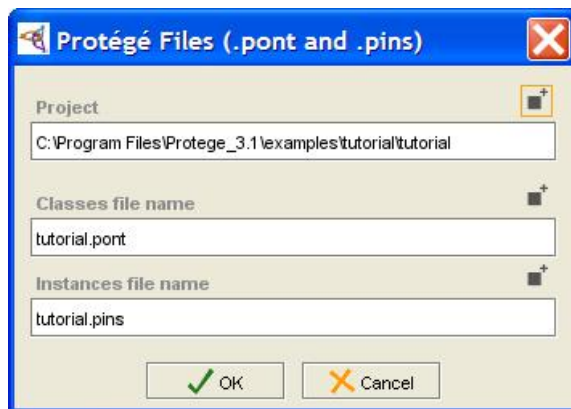 Protégé Files (.pont and .pins)
Project
C:\Program Files\Protege_3.1\examples\tutorial\tutorial
Classes file name
tutorial.pont
Instances file name
tutorial.pins
OK Cancel